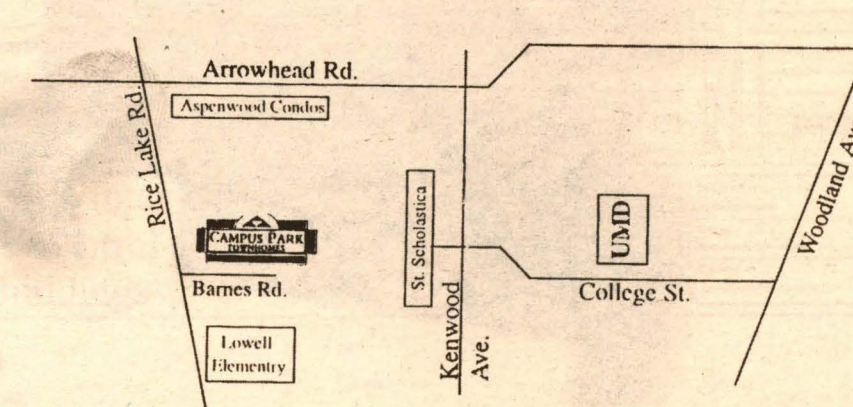 Arrowhead Rd.
Aspenwood Condos
Rice Lake Rd.
CAMPUS PARK
TOWNHOMES
St. Scholastica
UMD
Woodland Av
Barnes Rd.
College St.
Kenwood
Ave.
Lowell
Elementry